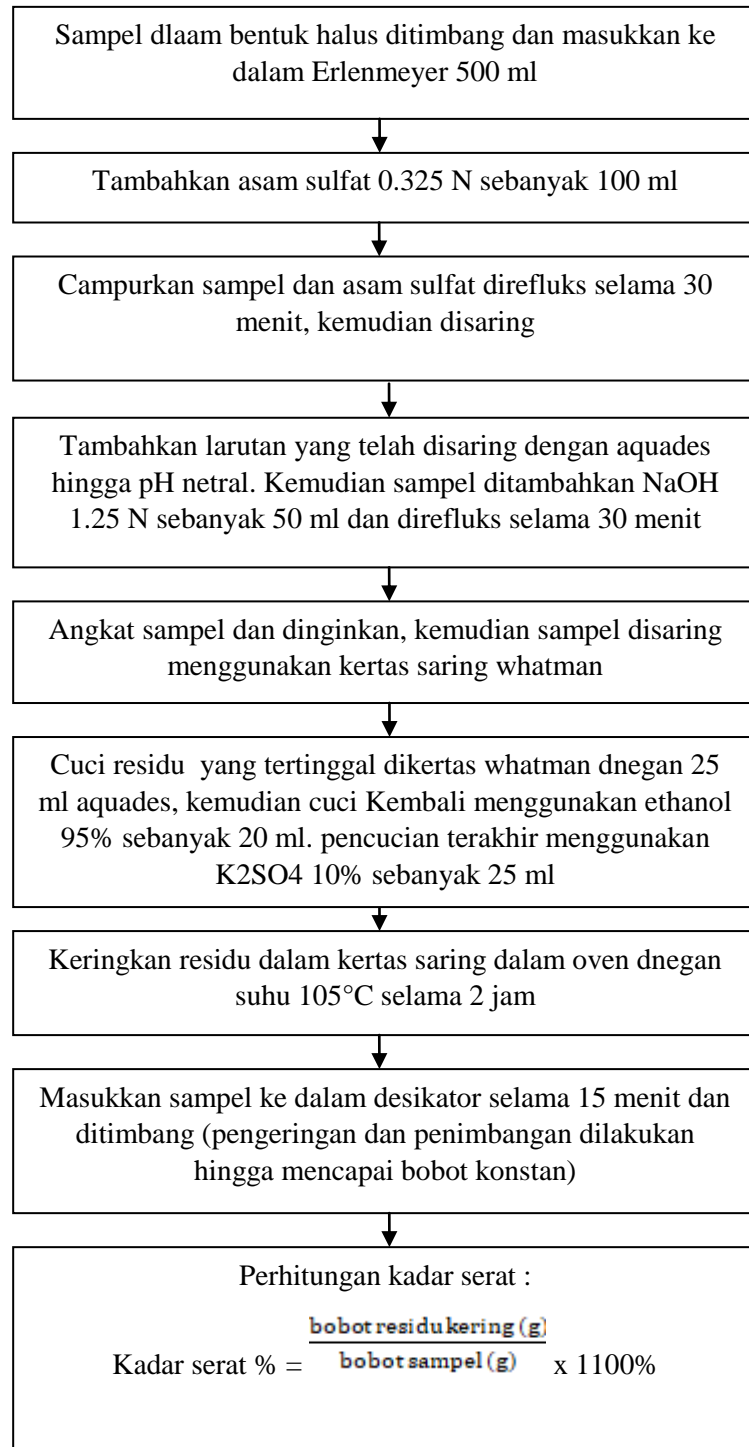 Sampel dlaam bentuk halus ditimbang dan masukkan ke
dalam Erlenmeyer 500 ml
Tambahkan asam sulfat 0.325 N sebanyak 100 ml
Campurkan sampel dan asam sulfat direfluks selama 30
menit, kemudian disaring
Tambahkan larutan yang telah disaring dengan aquades
hingga pH netral. Kemudian sampel ditambahkan NaOH
1.25 N sebanyak 50 ml dan direfluks selama 30 menit
Angkat sampel dan dinginkan, kemudian sampel disaring
menggunakan kertas saring whatman
Cuci residu yang tertinggal dikertas whatman dnegan 25
ml aquades, kemudian cuci Kembali menggunakan ethanol
95% sebanyak 20 ml. pencucian terakhir menggunakan
K2SO4 10% sebanyak 25 ml
Keringkan residu dalam kertas saring dalam oven dnegan
suhu 105°C selama 2 jam
Masukkan sampel ke dalam desikator selama 15 menit dan
ditimbang (pengeringan dan penimbangan dilakukan
hingga mencapai bobot konstan)
Perhitungan kadar serat :
bobot residu kering (g)
Kadar serat % = bobot sampel (g) x 1100%